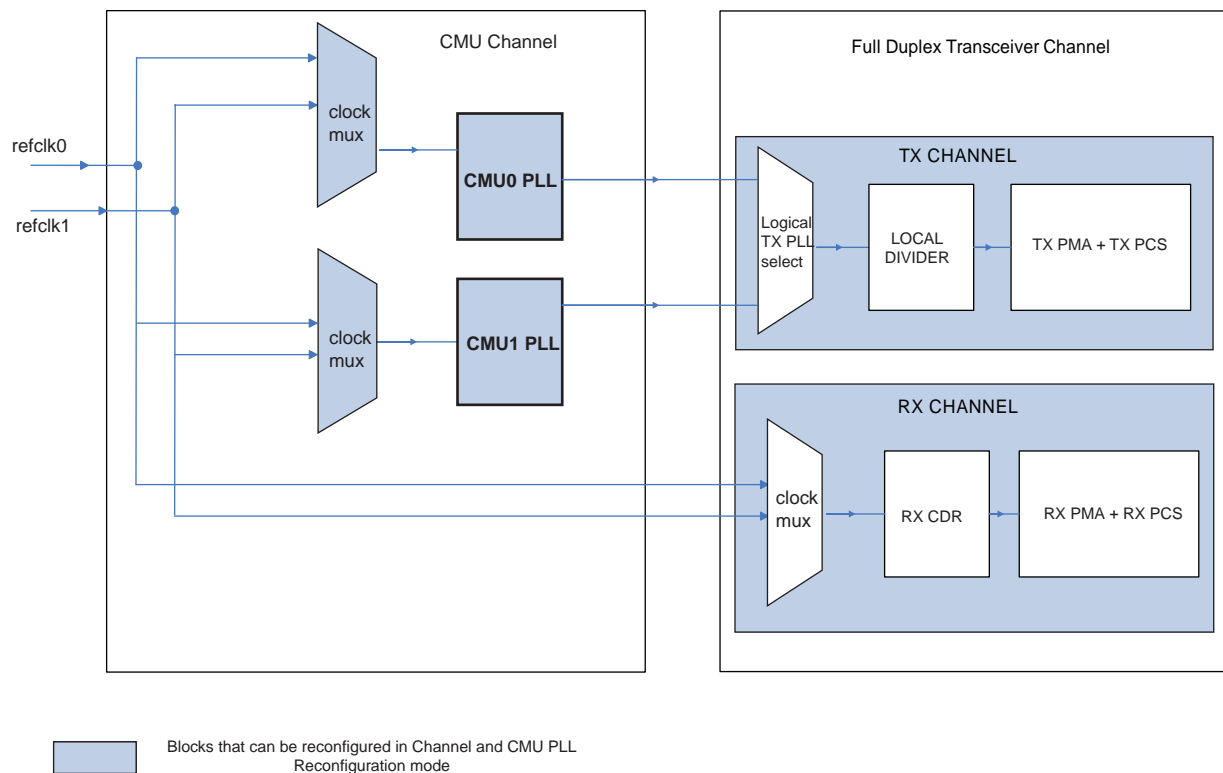 CMU Channel
Full Duplex Transceiver Channel
refclk0
refclk1
clock
mux
CMU0 PLL
clock
mux
CMU1 PLL
TX CHANNEL
Logical
TX PLL
select
LOCAL
DIVIDER
TX PMA + TX PCS
RX CHANNEL
clock
mux
RX CDR
RX PMA + RX PCS
Blocks that can be reconfigured in Channel and CMU PLL
Reconfiguration mode